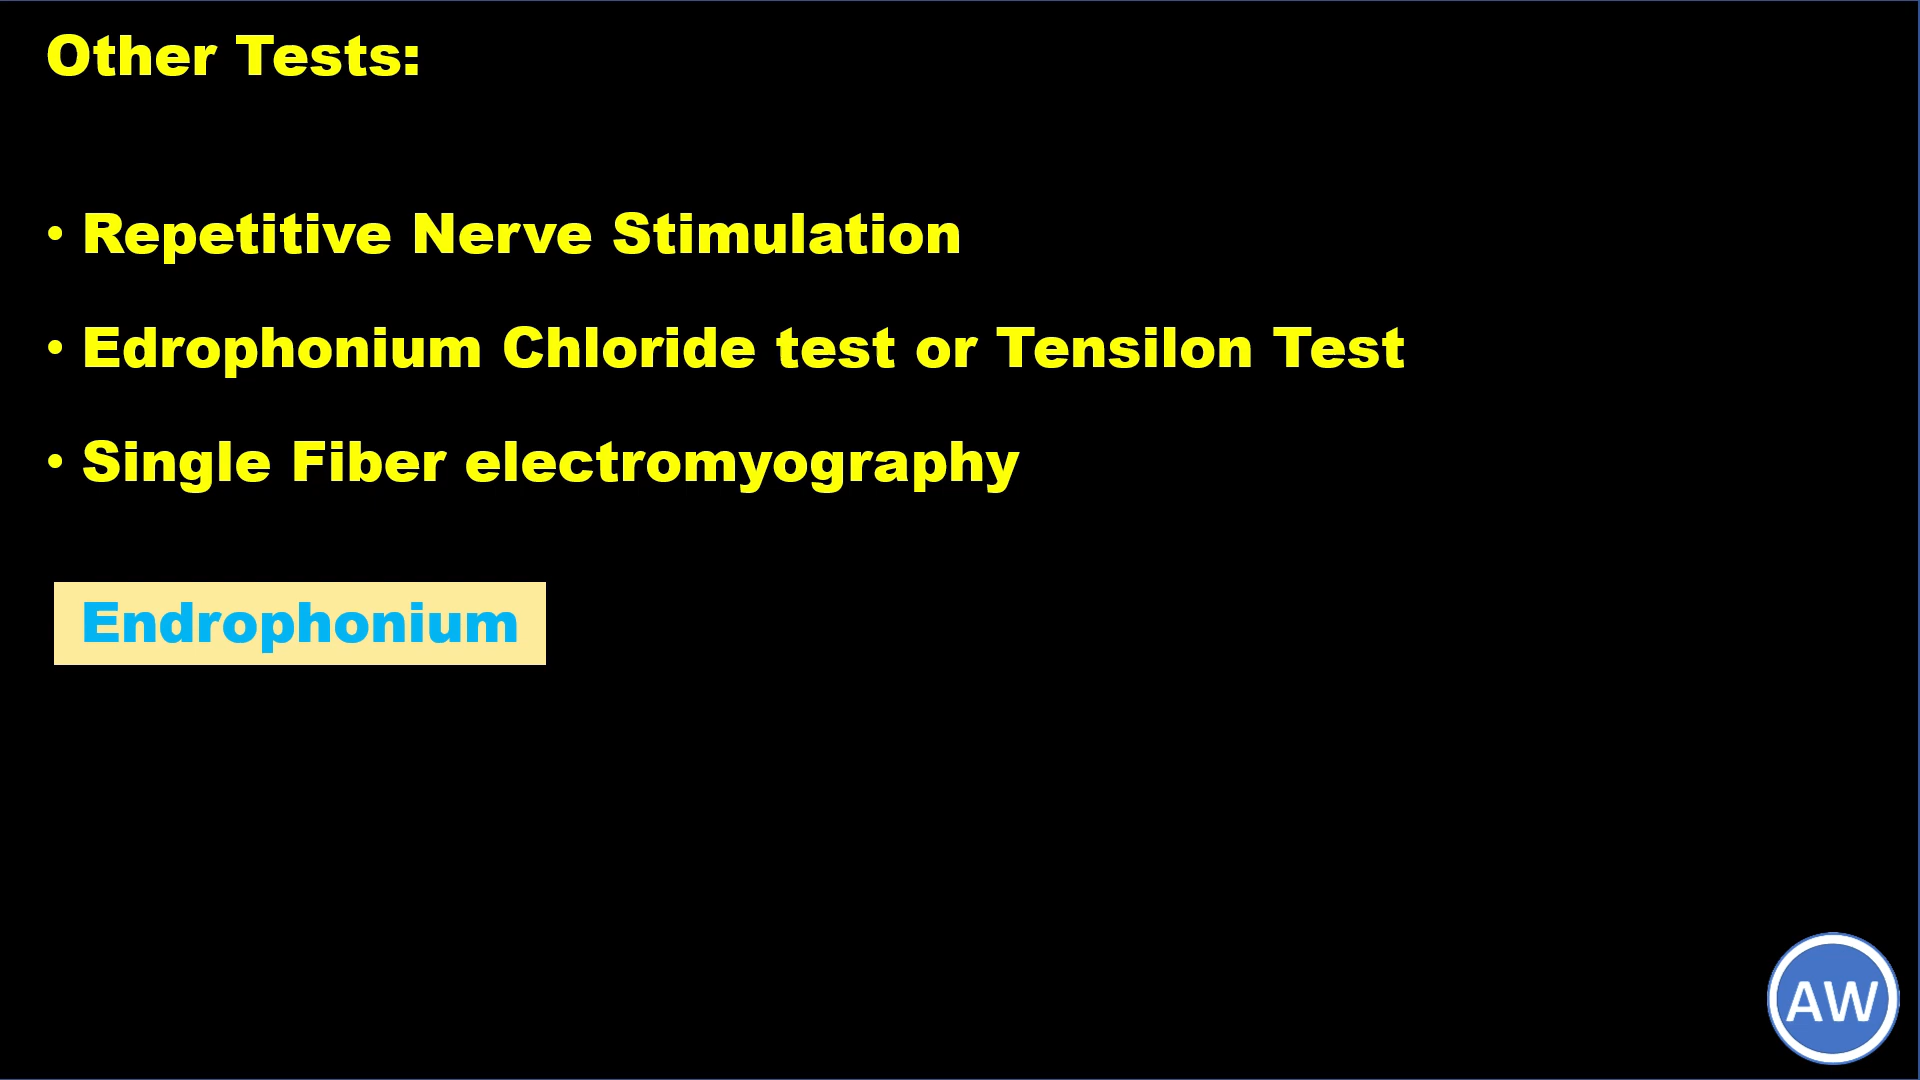 Other Tests:
• Repetitive Nerve Stimulation
• Edrophonium Chloride test or Tensilon Test
• Single Fiber electromyography
Endrophonium
AW